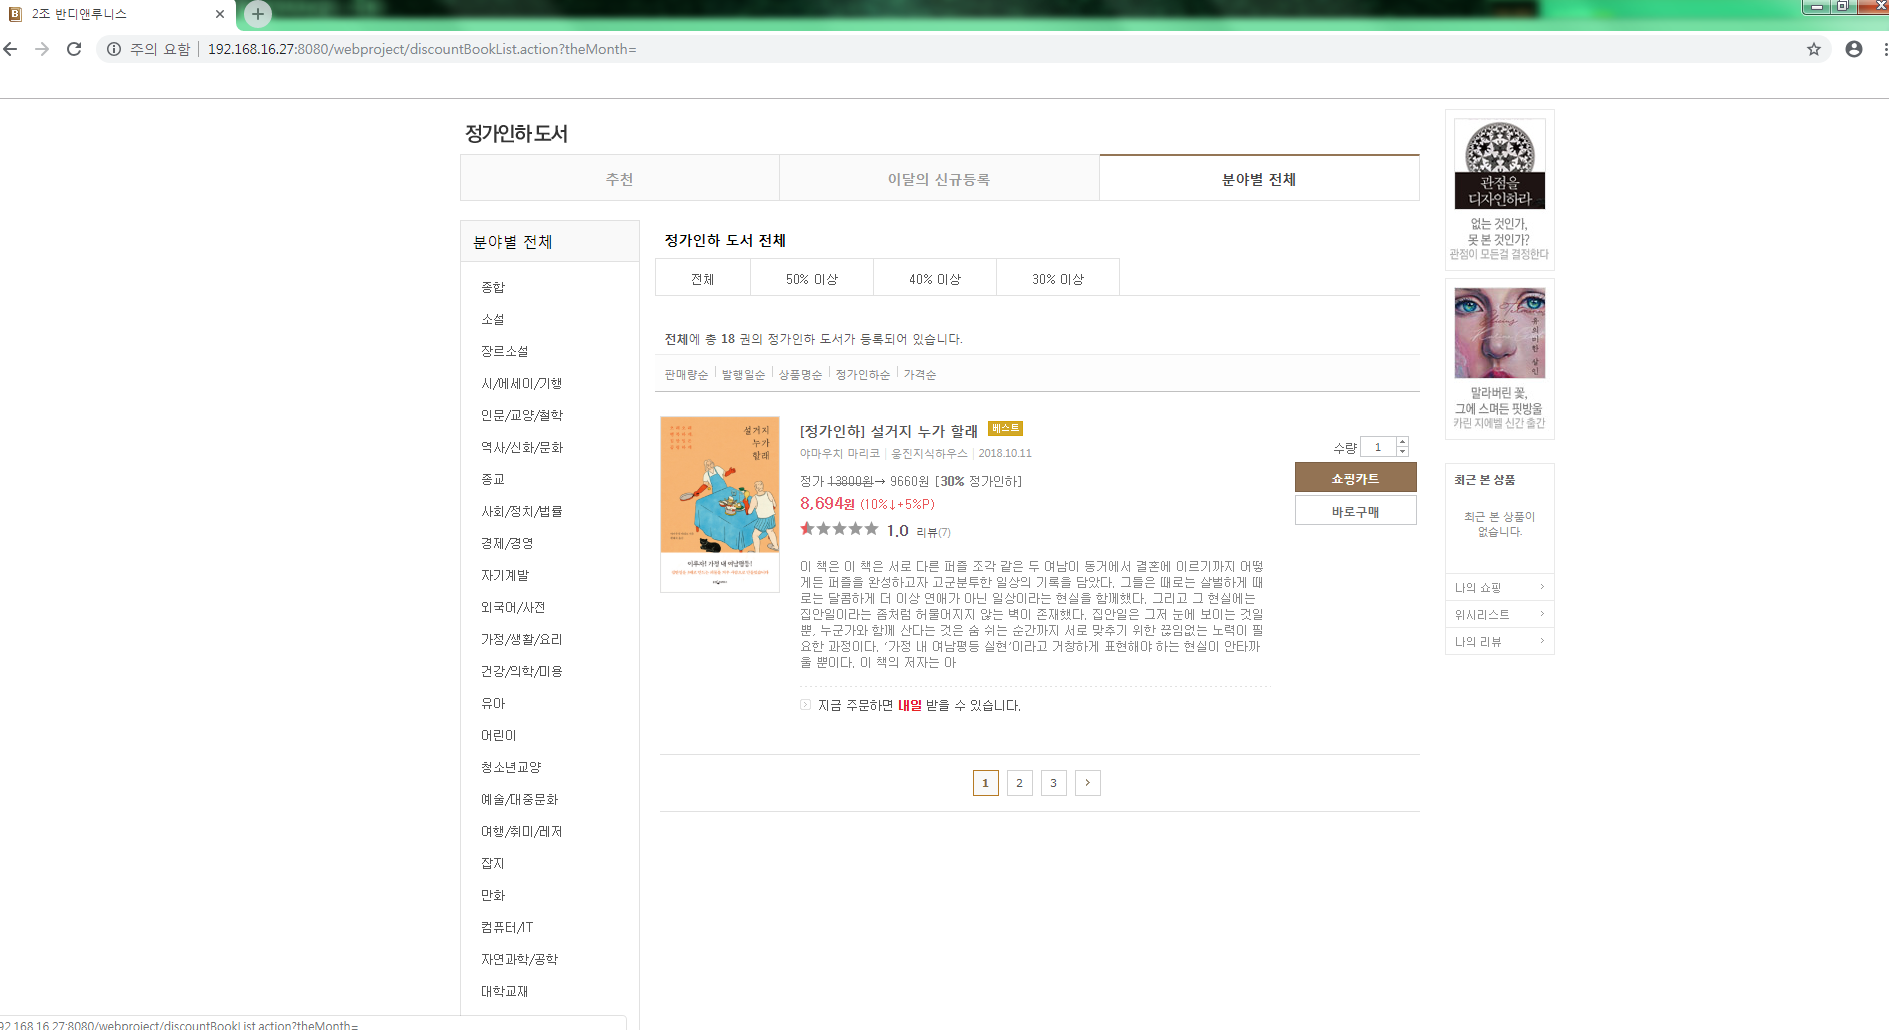 2조 반디앤루니스
주의 요함 192.168.16.27:8080/webproject/discountBookList.action?theMonth=
정가인하 도서
추천 이달의 신규등록 분야별 전체
분야별 전체
종합
소설
장르소설
시/에세이/기행
인문/교양/철학
역사/신화/문화
종교
사회/정치/법률
경제/경영
자기계발
외국어/사전
가정/생활/요리
건강/의학/미용
유아
어린이
청소년교양
예술/대중문화
여행/취미/레저
잡지
만화
컴퓨터/IT
자연과학/공학
대학교재
정가인하 도서 전체
전체 50% 이상 40% 이상 30% 이상
전체에 총 18 권의 정가인하 도서가 등록되어 있습니다.
판매량순 발행일순 상품명순 정가인하순 가격순
설거지
누가
할래
이루자! 가정 내 여남평등!
[정가인하] 설거지 누가 할래 베스트
야마우치 마리코 | 웅진지식하우스 | 2018.10.11
정가 13800원→ 9660원 [30% 정가인하]
8,694원 (10%↓+5%P)
1.0 리뷰(7)
이 책은 이 책은 서로 다른 퍼즐 조각 같은 두 여남이 동거에서 결혼에 이르기까지 어떻
게든 퍼즐을 완성하고자 고군분투한 일상의 기록을 담았다. 그들은 때로는 살벌하게 때
로는 달콤하게 더 이상 연애가 아닌 일상이라는 현실을 함께했다. 그리고 그 현실에는
집안일이라는 좀처럼 허물어지지 않는 벽이 존재했다. 집안일은 그저 눈에 보이는 것일
뿐, 누군가와 함께 산다는 것은 숨 쉬는 순간까지 서로 맞추기 위한 끊임없는 노력이 필
요한 과정이다. ‘가정 내 여남평등 실현’이라고 거창하게 표현해야 하는 현실이 안타까
울 뿐이다. 이 책의 저자는 아
지금 주문하면 내일 받을 수 있습니다.
수량 1
쇼핑카트
바로구매
1 2 3 >
관점을
디자인하라
없는 것인가,
못 본 것인가?
관점이 모든걸 결정한다
유의미한 살인
말라버린 꽃,
그에 스며든 핏방울
카린 지에벨 신간 출간
최근 본 상품
최근 본 상품이
없습니다.
나의 쇼핑 >
위시리스트 >
나의 리뷰 >
92.168.16.27:8080/webproject/discountBookList.action?theMonth=